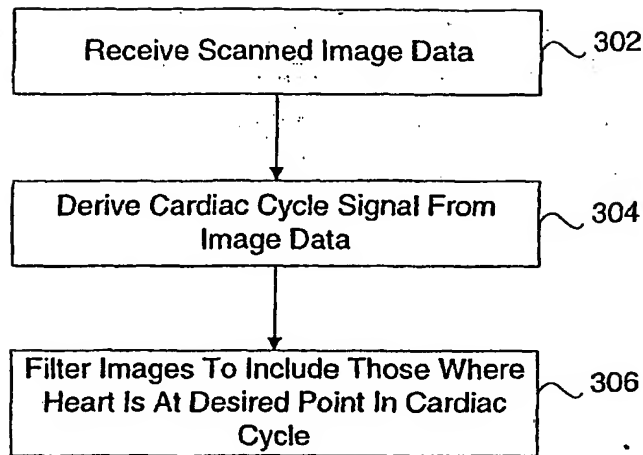 Receive Scanned Image Data
302
Derive Cardiac Cycle Signal From
Image Data
304
Filter Images To Include Those Where
Heart Is At Desired Point In Cardiac
Cycle
306